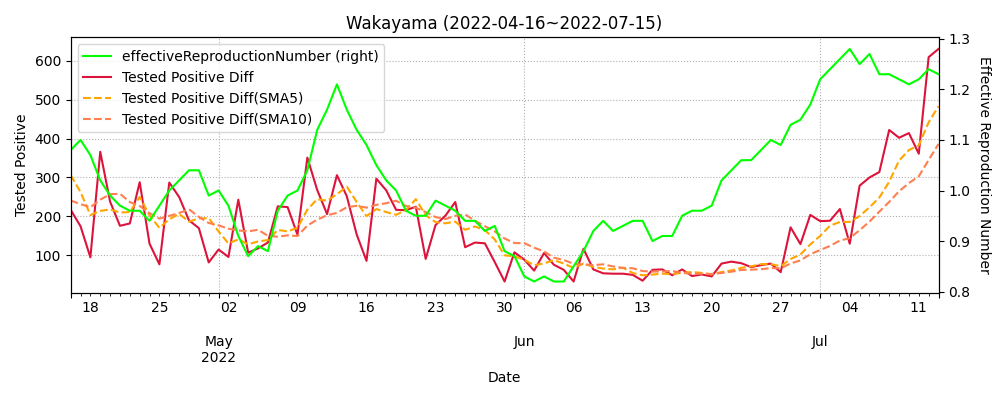 Wakayama (2022-04-16~2022-07-15)
effectiveReproductionNumber (right)
Tested Positive Diff
Tested Positive Diff(SMA5)
Tested Positive Diff(SMA10)
Tested Positive
600
500
400
300
200
100
1.3
1.2
1.1
1.0
0.9
0.8
Effective Reproduction Number
18 25 02 09 16 23 30 06 13 20 27 04 11
May Jun Jul
2022
Date